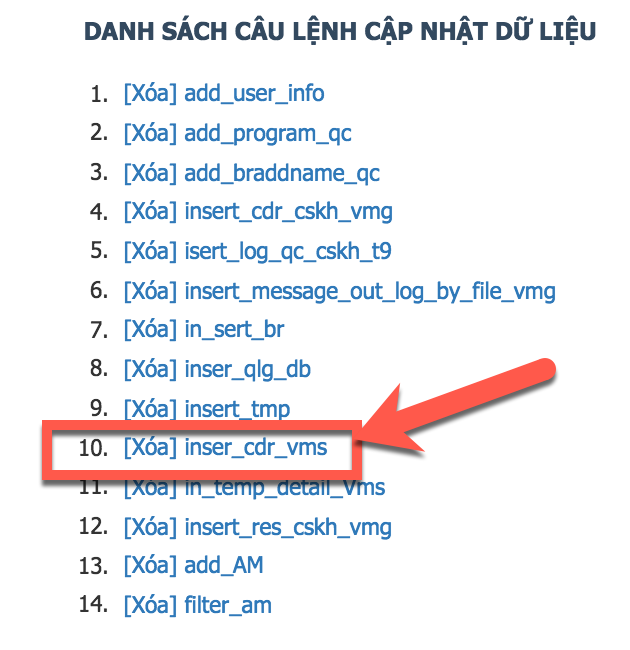 DANH SÁCH CÂU LỆNH CẬP NHẬT DỮ LIỆU
1. [Xóa] add_user_info
2. [Xóa] add_program_qc
3. [Xóa] add_braddname_qc
4. [Xóa] insert_cdr_cskh_vmg
5. [Xóa] isert_log_qc_cskh_t9
6. [Xóa] insert_message_out_log_by_file_vmg
7. [Xóa] in_sert_br
8. [Xóa] inser_qlg_db
9. [Xóa] insert_tmp
10. [Xóa] inser_cdr_vms
11. [Xóa] in_temp_detail_Vms
12. [Xóa] insert_res_cskh_vmg
13. [Xóa] add_AM
14. [Xóa] filter_am